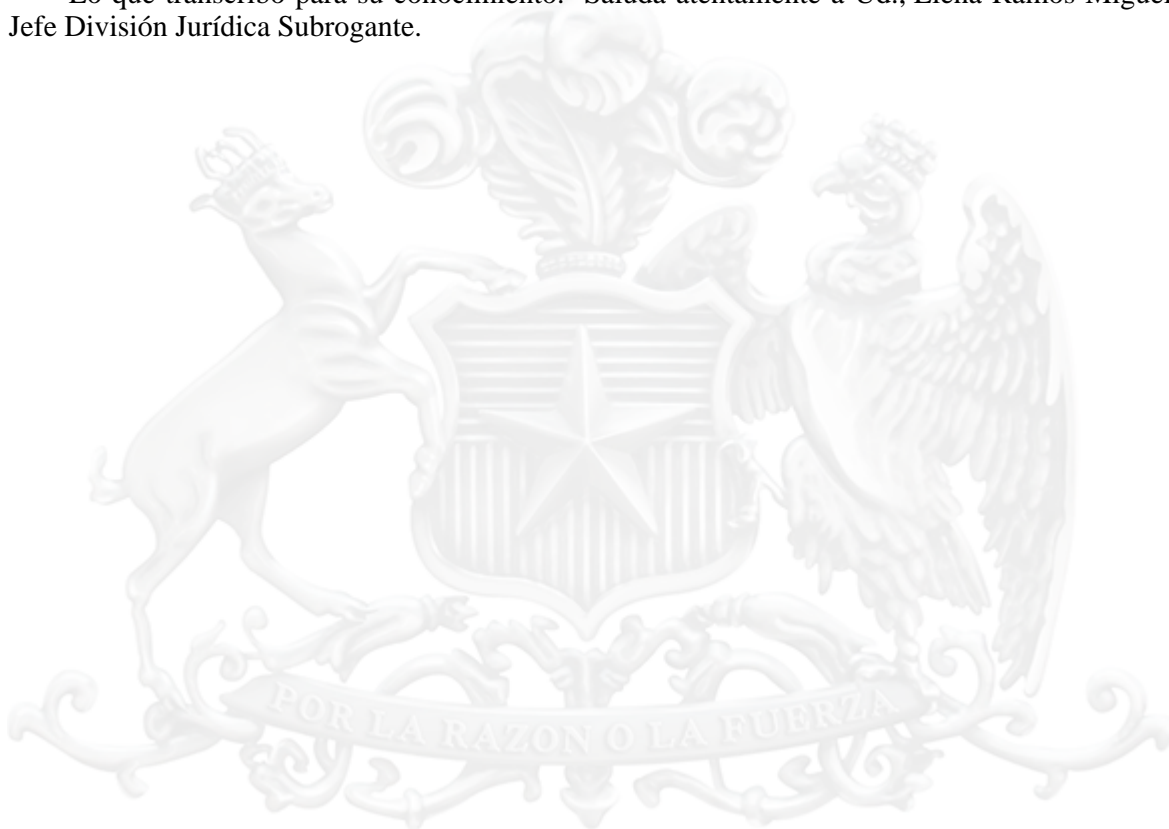 Lo que transcribo para su conocimiento.- Saluda atentamente a Ud., Elena Ramos Miguel,
Jefe División Jurídica Subrogante.
POR LA RAZON O LA FUERZA